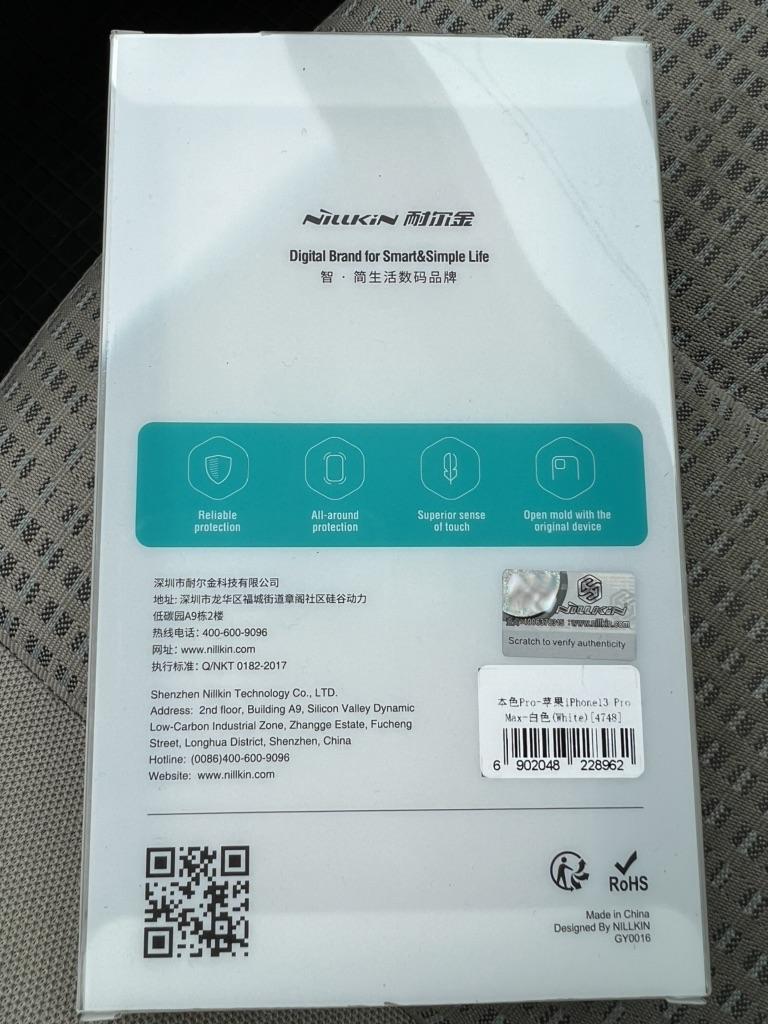 NILLKIN 耐尔金
Digital Brand for Smart&Simple Life
智 · 简生活数码品牌
Reliable protection
All-around protection
Superior sense of touch
Open mold with the original device
深圳市耐尔金科技有限公司
地址: 深圳市龙华区福城街道章阁社区硅谷动力
低碳园A9栋2楼
热线电话: 400-600-9096
网址: www.nillkin.com
执行标准: Q/NKT 0182-2017
Shenzhen Nillkin Technology Co., LTD.
Address: 2nd floor, Building A9, Silicon Valley Dynamic
Low-Carbon Industrial Zone, Zhangge Estate, Fucheng
Street, Longhua District, Shenzhen, China
Hotline: (0086)400-600-9096
Website: www.nillkin.com
NILLKIN
www.nillkin.com
Scratch to verify authenticity
本色Pro-苹果iPhone13 Pro
Max-白色(White)[4748]
6 902048 228962
RoHS
Made in China
Designed By NILLKIN
GY0016